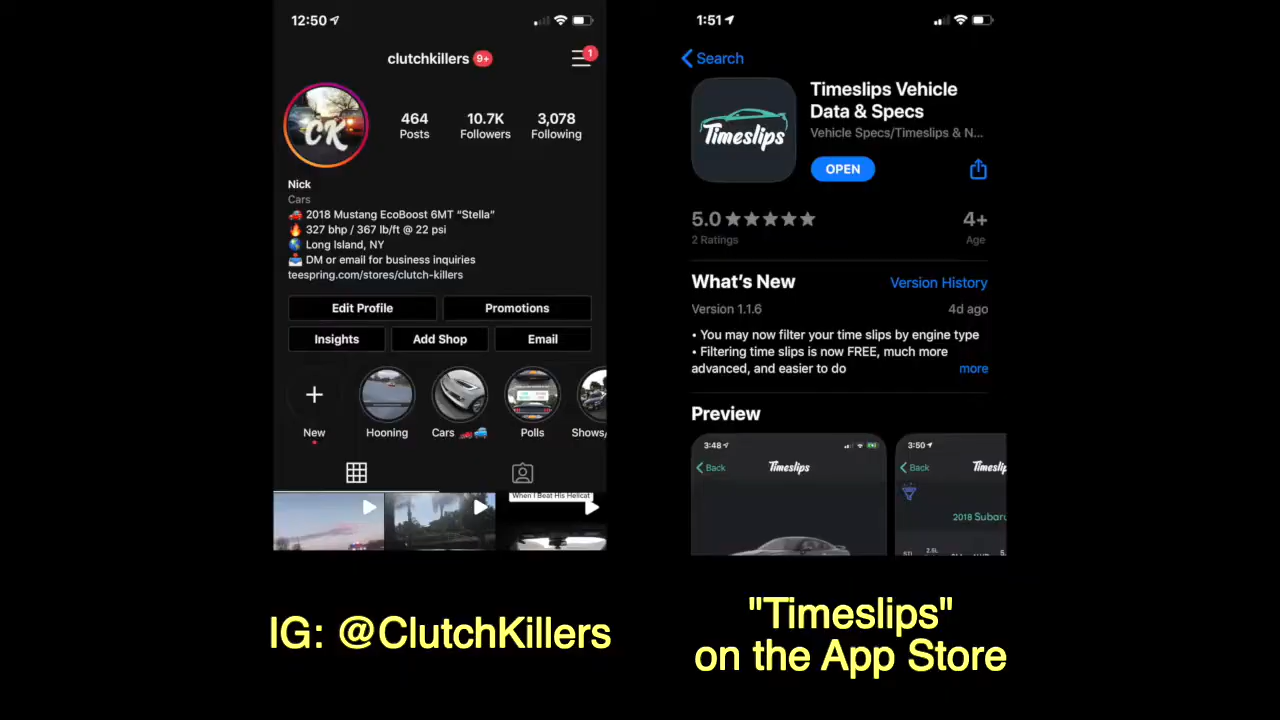 12:50
clutchkillers 9+
1
CK
464
Posts
10.7K
Followers
3,078
Following
Nick
Cars
2018 Mustang EcoBoost 6MT “Stella”
327 bhp / 367 lb/ft @ 22 psi
Long Island, NY
DM or email for business inquiries
teespring.com/stores/clutch-killers
Edit Profile
Promotions
Insights
Add Shop
Email
New
Hooning
Cars
Polls
Shows/
When I Beat His Hellcat
IG: @ClutchKillers
1:51
Search
Timeslips
Timeslips Vehicle
Data & Specs
Vehicle Specs/Timeslips & N...
OPEN
5.0
2 Ratings
4+
Age
What’s New
Version History
Version 1.1.6
4d ago
• You may now filter your time slips by engine type
• Filtering time slips is now FREE, much more
advanced, and easier to do
more
Preview
3:48
Back
Timeslips
3:50
Back
Timeslip
2018 Subaru
STI
2.5L
"Timeslips"
on the App Store